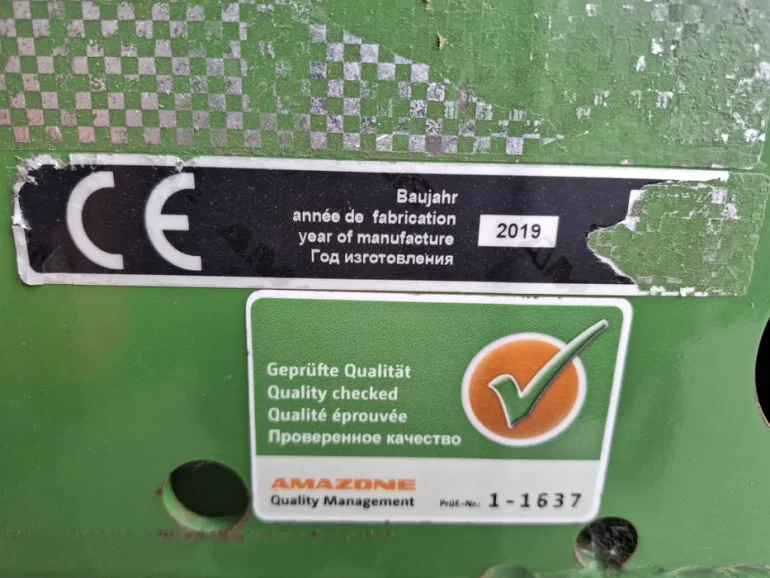 CE
Baujahr
année de fabrication
year of manufacture
Год изготовления
2019
Geprüfte Qualität
Quality checked
Qualité éprouvée
Проверенное качество
AMAZONE
Quality Management
Prüf.-Nr.: 1-1637